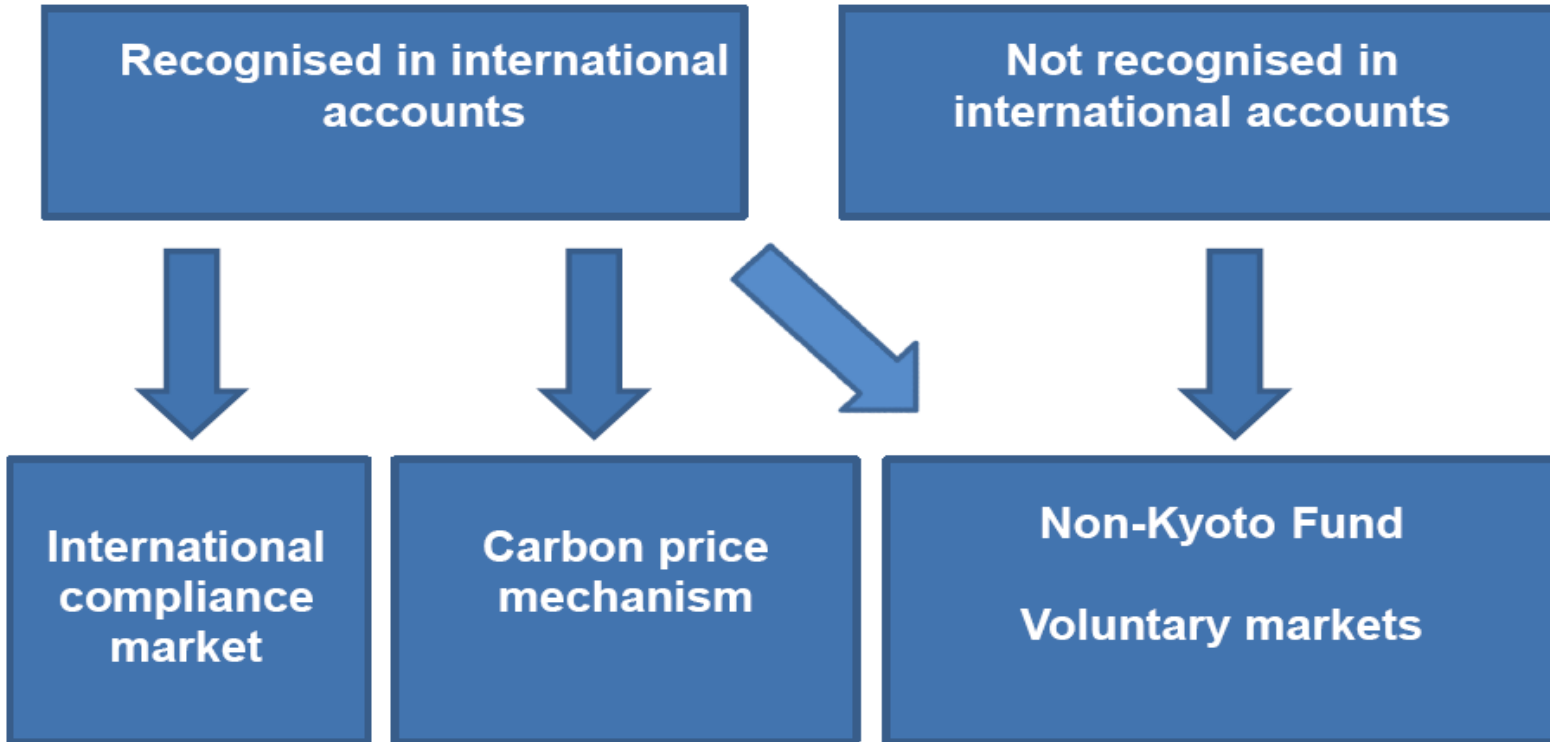 Recognised in international
accounts
Not recognised in
international accounts
International
compliance
market
Carbon price
mechanism
Non-Kyoto Fund
Voluntary markets